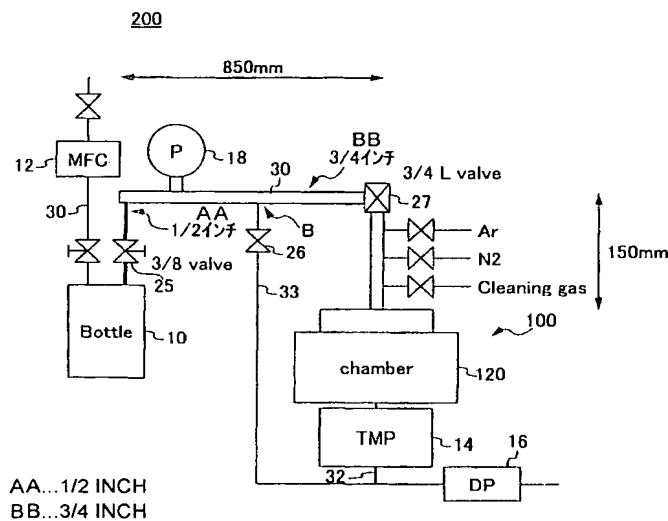 200
850mm
MFC
12
P
18
BB
3/4インチ
3/4 L valve
30
30
27
AA
1/2インチ
B
26
Ar
N2
Cleaning gas
150mm
3/8 valve
25
33
Bottle
10
100
chamber
120
TMP
14
32
16
DP
AA...1/2 INCH
BB...3/4 INCH